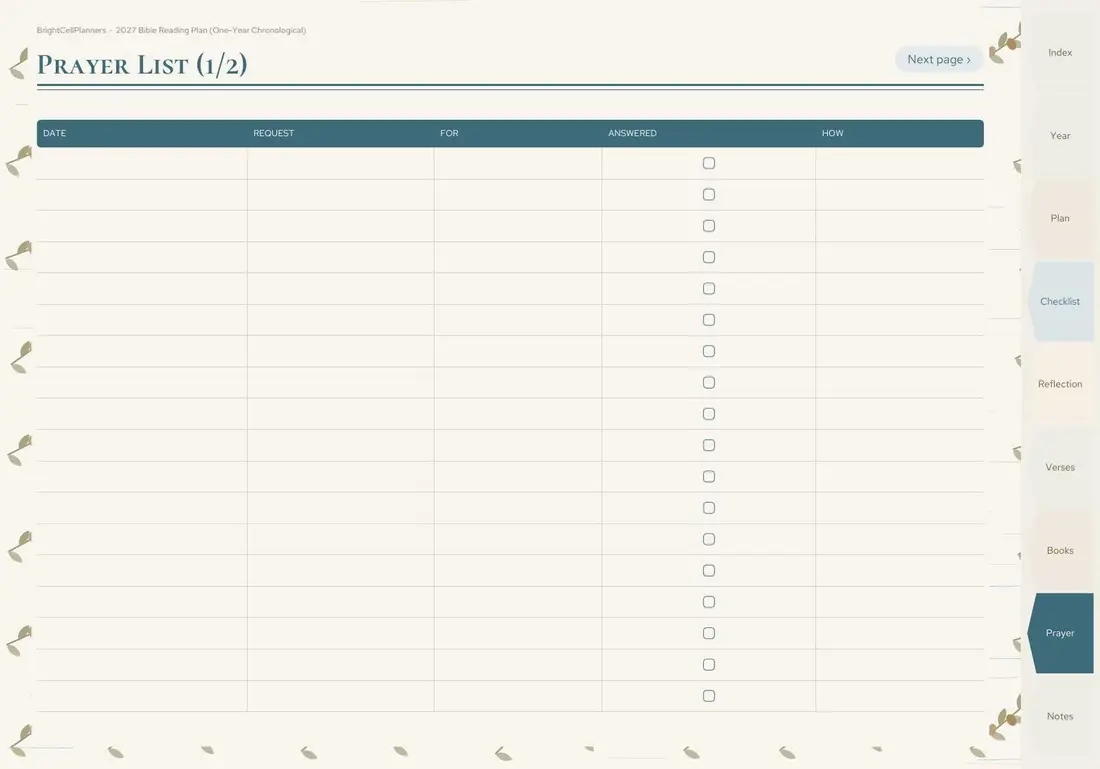 BrightCellPlanners - 2027 Bible Reading Plan (One-Year Chronological)
Prayer List (1/2)
Next page ›
DATE REQUEST FOR ANSWERED HOW
Index
Year
Plan
Checklist
Reflection
Verses
Books
Prayer
Notes